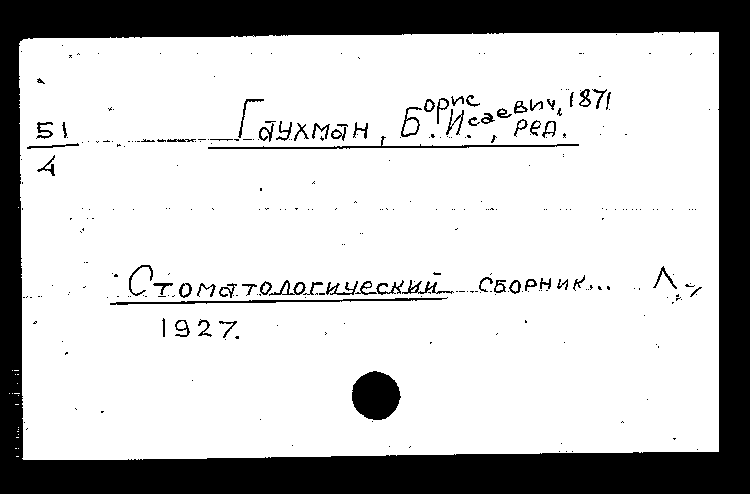 51
4
Гаухман, Борис Исаевич, 1871, ред.
Стоматологический сборник... Л.,
1927.